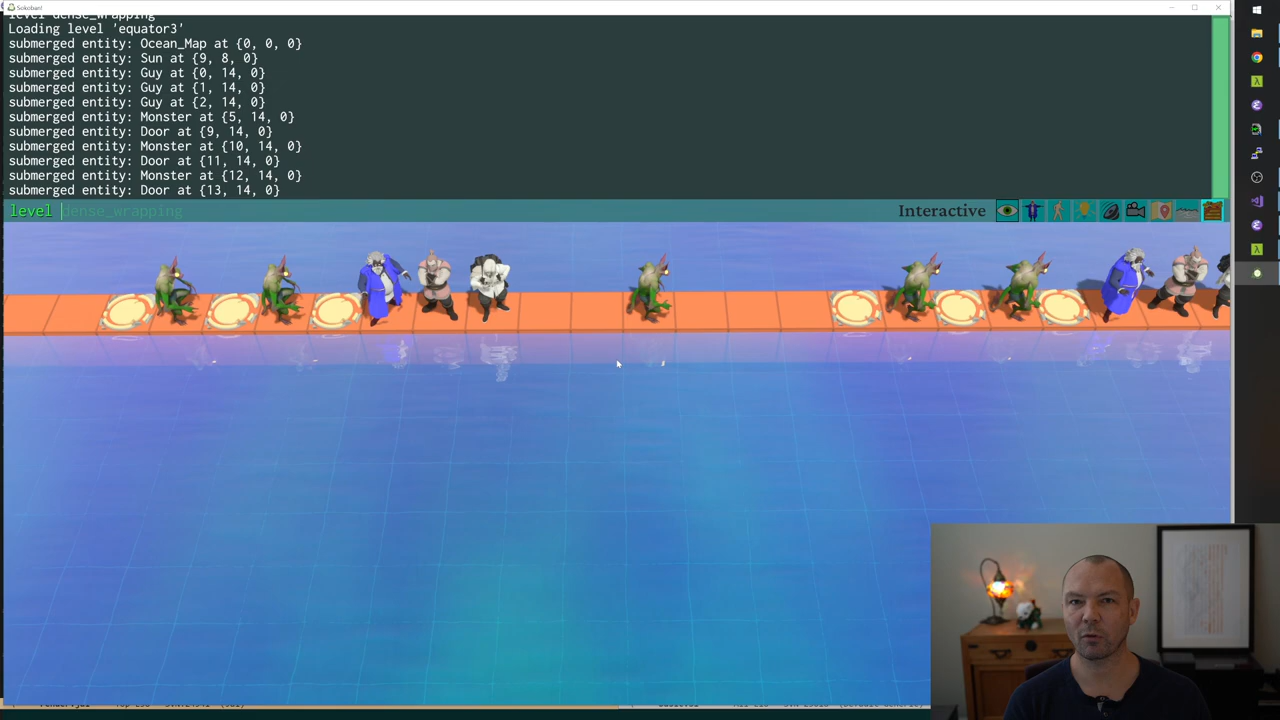 Sokoban!
level dense_wrapping
Loading level 'equator3'
submerged entity: Ocean_Map at {0, 0, 0}
submerged entity: Sun at {9, 8, 0}
submerged entity: Guy at {0, 14, 0}
submerged entity: Guy at {1, 14, 0}
submerged entity: Guy at {2, 14, 0}
submerged entity: Monster at {5, 14, 0}
submerged entity: Door at {9, 14, 0}
submerged entity: Monster at {10, 14, 0}
submerged entity: Door at {11, 14, 0}
submerged entity: Monster at {12, 14, 0}
submerged entity: Door at {13, 14, 0}
level dense_wrapping
Interactive